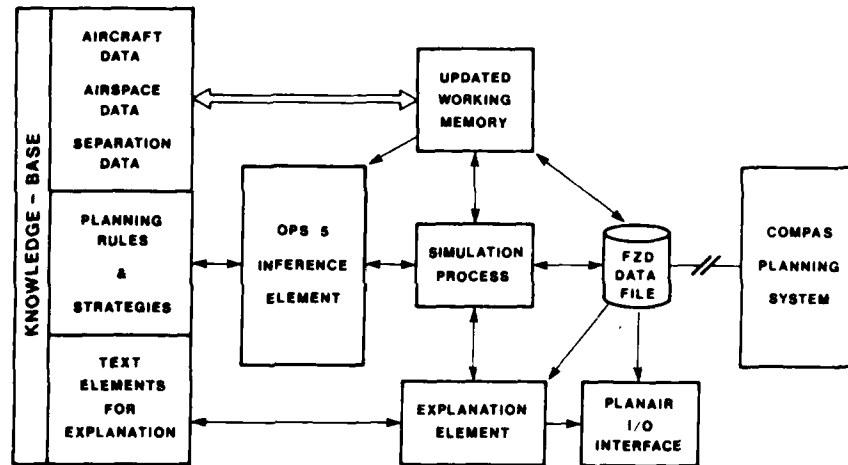 KNOWLEDGE - BASE
AIRCRAFT
DATA
AIRSPACE
DATA
SEPARATION
DATA
PLANNING
RULES
&
STRATEGIES
TEXT
ELEMENTS
FOR
EXPLANATION
UPDATED
WORKING
MEMORY
OPS 5
INFERENCE
ELEMENT
SIMULATION
PROCESS
FZD
DATA
FILE
COMPAS
PLANNING
SYSTEM
EXPLANATION
ELEMENT
PLANAIR
I/O
INTERFACE